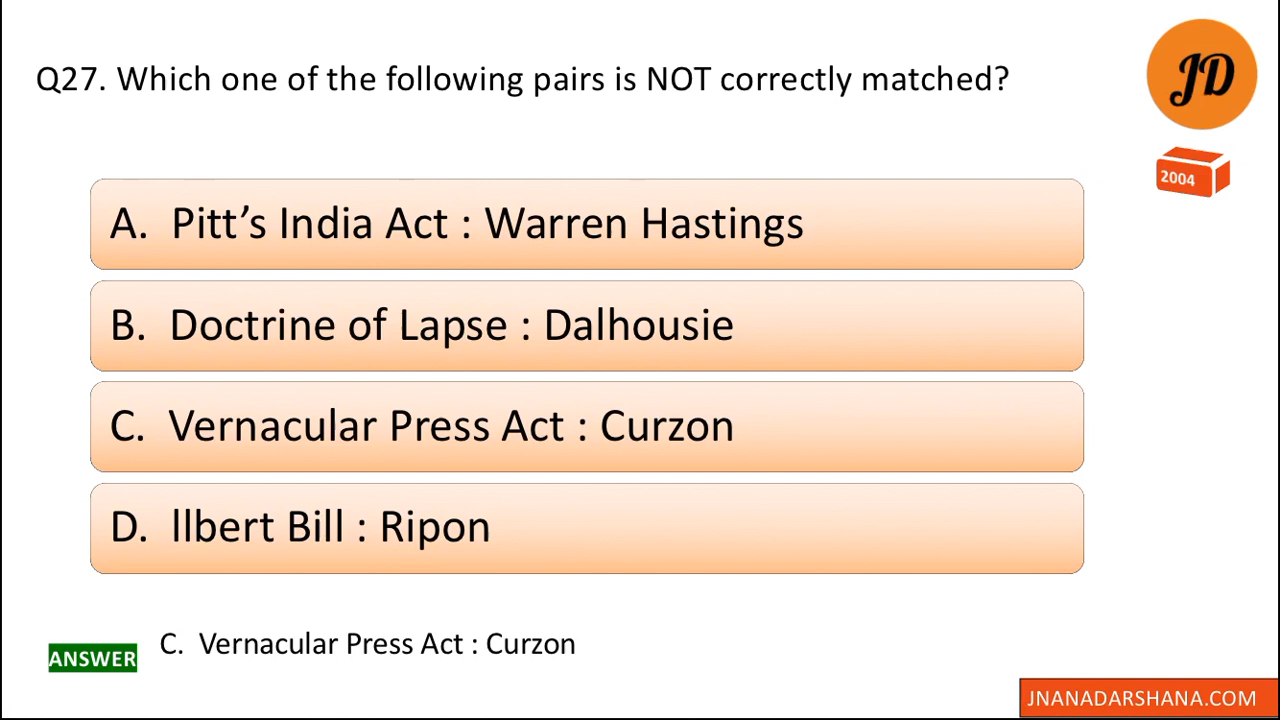 Q27. Which one of the following pairs is NOT correctly matched?
JD
2004
A. Pitt’s India Act : Warren Hastings
B. Doctrine of Lapse : Dalhousie
C. Vernacular Press Act : Curzon
D. llbert Bill : Ripon
ANSWER C. Vernacular Press Act : Curzon
JNANADARSHANA.COM